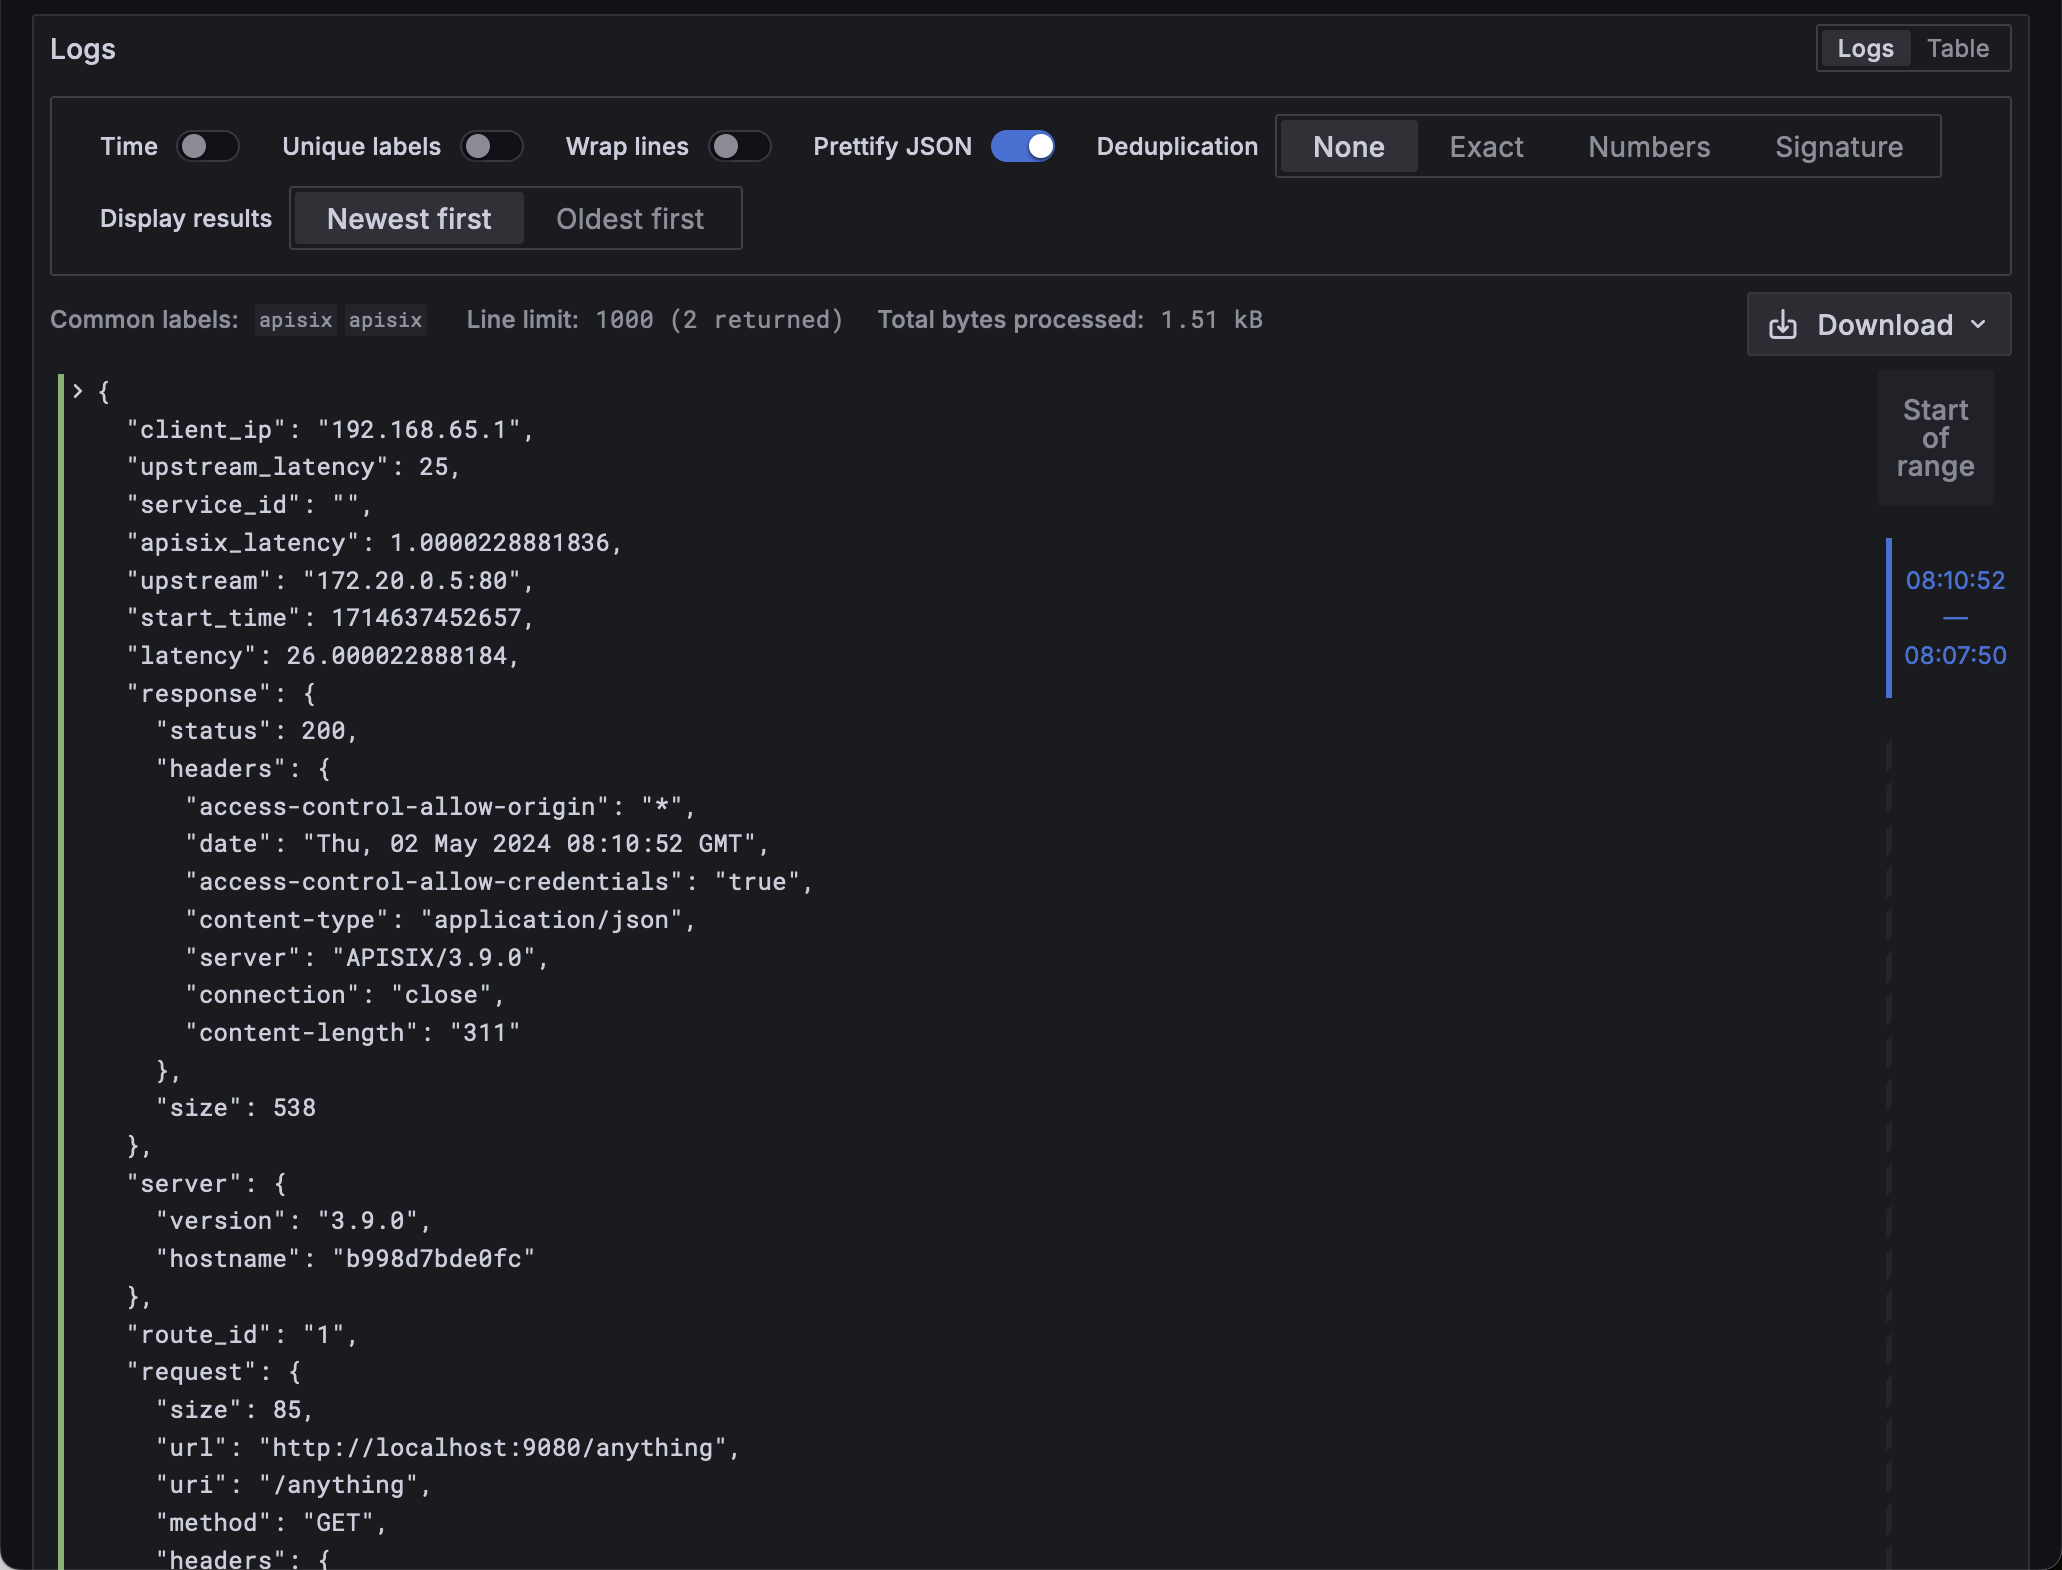 Logs
Logs Table
Time Unique labels Wrap lines Prettify JSON Deduplication None Exact Numbers Signature
Display results Newest first Oldest first
Common labels: apisix apisix Line limit: 1000 (2 returned) Total bytes processed: 1.51 kB
Download
{
"client_ip": "192.168.65.1",
"upstream_latency": 25,
"service_id": "",
"apisix_latency": 1.0000228881836,
"upstream": "172.20.0.5:80",
"start_time": 1714637452657,
"latency": 26.000022888184,
"response": {
"status": 200,
"headers": {
"access-control-allow-origin": "*",
"date": "Thu, 02 May 2024 08:10:52 GMT",
"access-control-allow-credentials": "true",
"content-type": "application/json",
"server": "APISIX/3.9.0",
"connection": "close",
"content-length": "311"
},
"size": 538
},
"server": {
"version": "3.9.0",
"hostname": "b998d7bde0fc"
},
"route_id": "1",
"request": {
"size": 85,
"url": "http://localhost:9080/anything",
"uri": "/anything",
"method": "GET",
"headers": {
Start
of
range
08:10:52
—
08:07:50